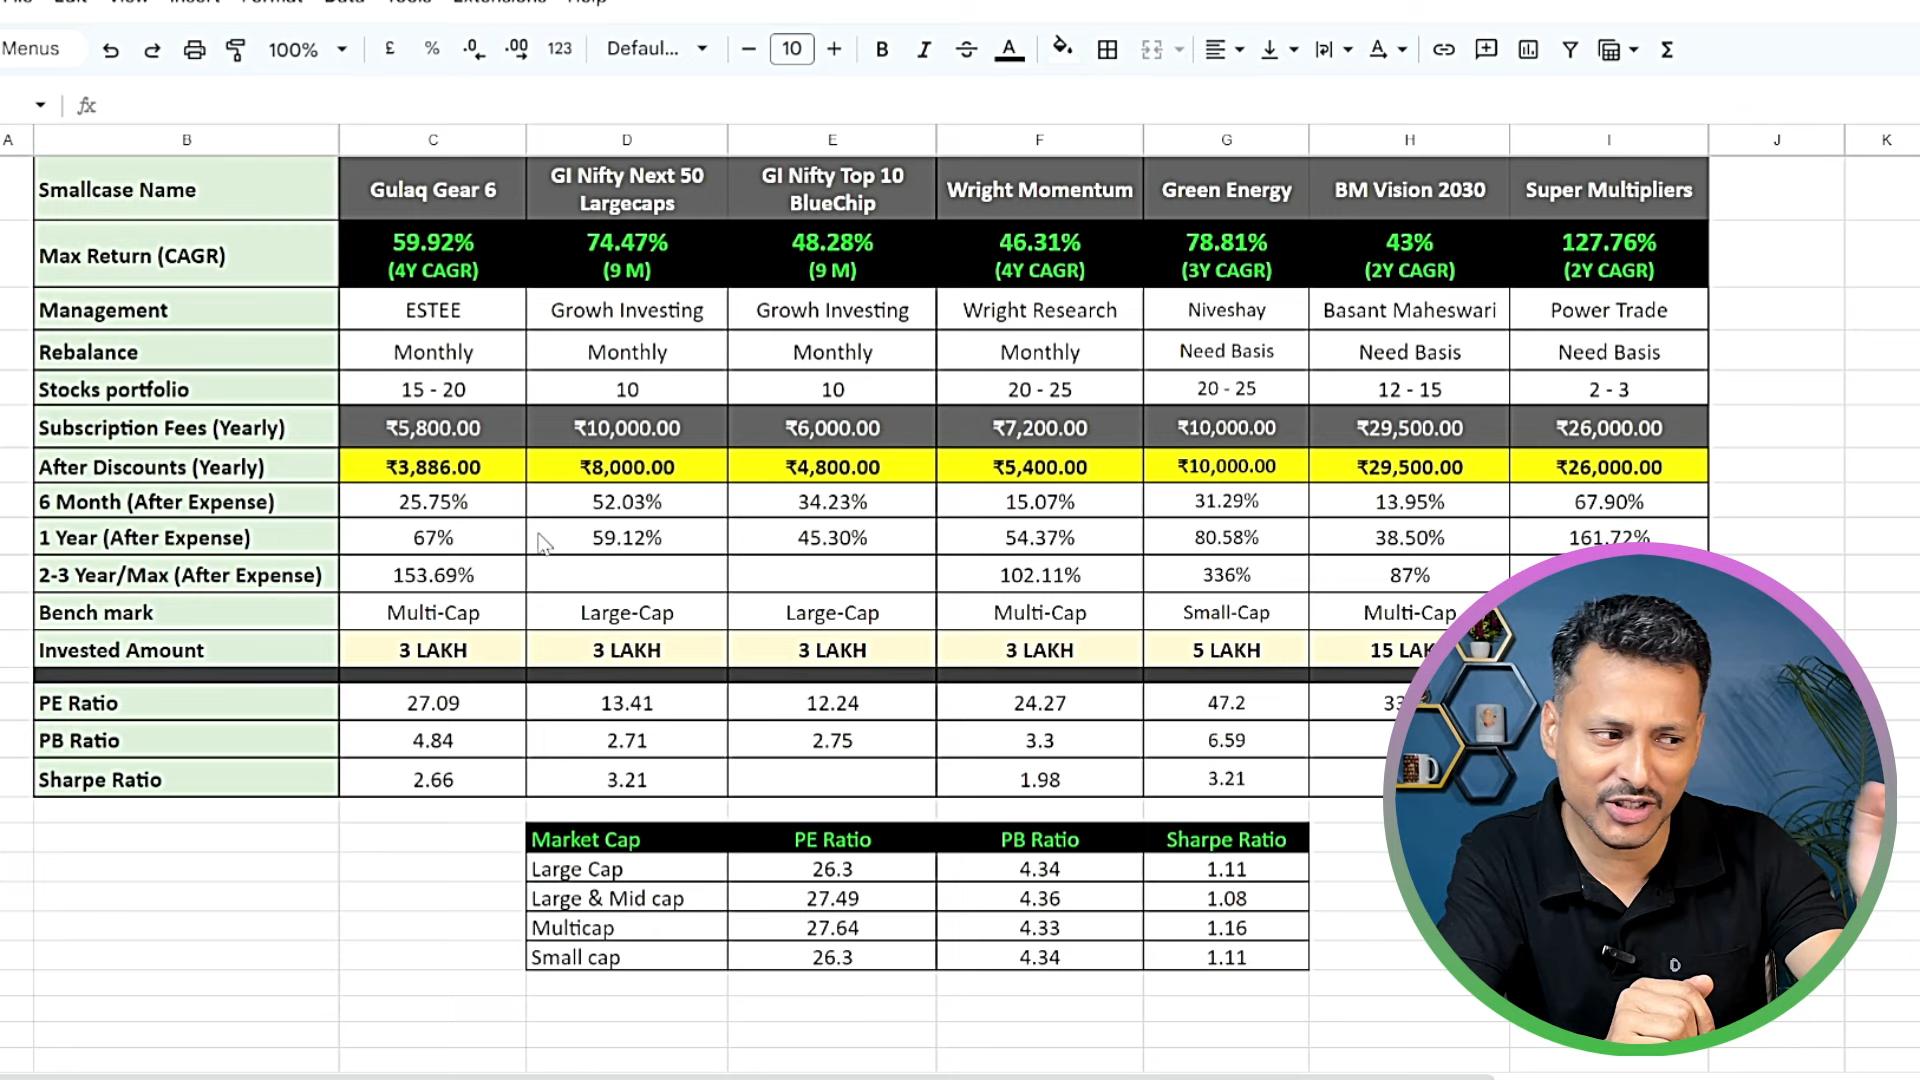 Menus 100% £ % .0 .00 123 Defaul... 10 B I A Σ
fx
A B C D E F G H I J K
Smallcase Name Gulaq Gear 6 GI Nifty Next 50 Largecaps GI Nifty Top 10 BlueChip Wright Momentum Green Energy BM Vision 2030 Super Multipliers
Max Return (CAGR) 59.92% (4Y CAGR) 74.47% (9 M) 48.28% (9 M) 46.31% (4Y CAGR) 78.81% (3Y CAGR) 43% (2Y CAGR) 127.76% (2Y CAGR)
Management ESTEE Growh Investing Growh Investing Wright Research Niveshay Basant Maheswari Power Trade
Rebalance Monthly Monthly Monthly Monthly Need Basis Need Basis Need Basis
Stocks portfolio 15 - 20 10 10 20 - 25 20 - 25 12 - 15 2 - 3
Subscription Fees (Yearly) ₹5,800.00 ₹10,000.00 ₹6,000.00 ₹7,200.00 ₹10,000.00 ₹29,500.00 ₹26,000.00
After Discounts (Yearly) ₹3,886.00 ₹8,000.00 ₹4,800.00 ₹5,400.00 ₹10,000.00 ₹29,500.00 ₹26,000.00
6 Month (After Expense) 25.75% 52.03% 34.23% 15.07% 31.29% 13.95% 67.90%
1 Year (After Expense) 67% 59.12% 45.30% 54.37% 80.58% 38.50% 161.72%
2-3 Year/Max (After Expense) 153.69% 102.11% 336% 87%
Bench mark Multi-Cap Large-Cap Large-Cap Multi-Cap Small-Cap Multi-Cap
Invested Amount 3 LAKH 3 LAKH 3 LAKH 3 LAKH 5 LAKH 15 LAK
PE Ratio 27.09 13.41 12.24 24.27 47.2
PB Ratio 4.84 2.71 2.75 3.3 6.59
Sharpe Ratio 2.66 3.21 1.98 3.21
Market Cap PE Ratio PB Ratio Sharpe Ratio
Large Cap 26.3 4.34 1.11
Large & Mid cap 27.49 4.36 1.08
Multicap 27.64 4.33 1.16
Small cap 26.3 4.34 1.11